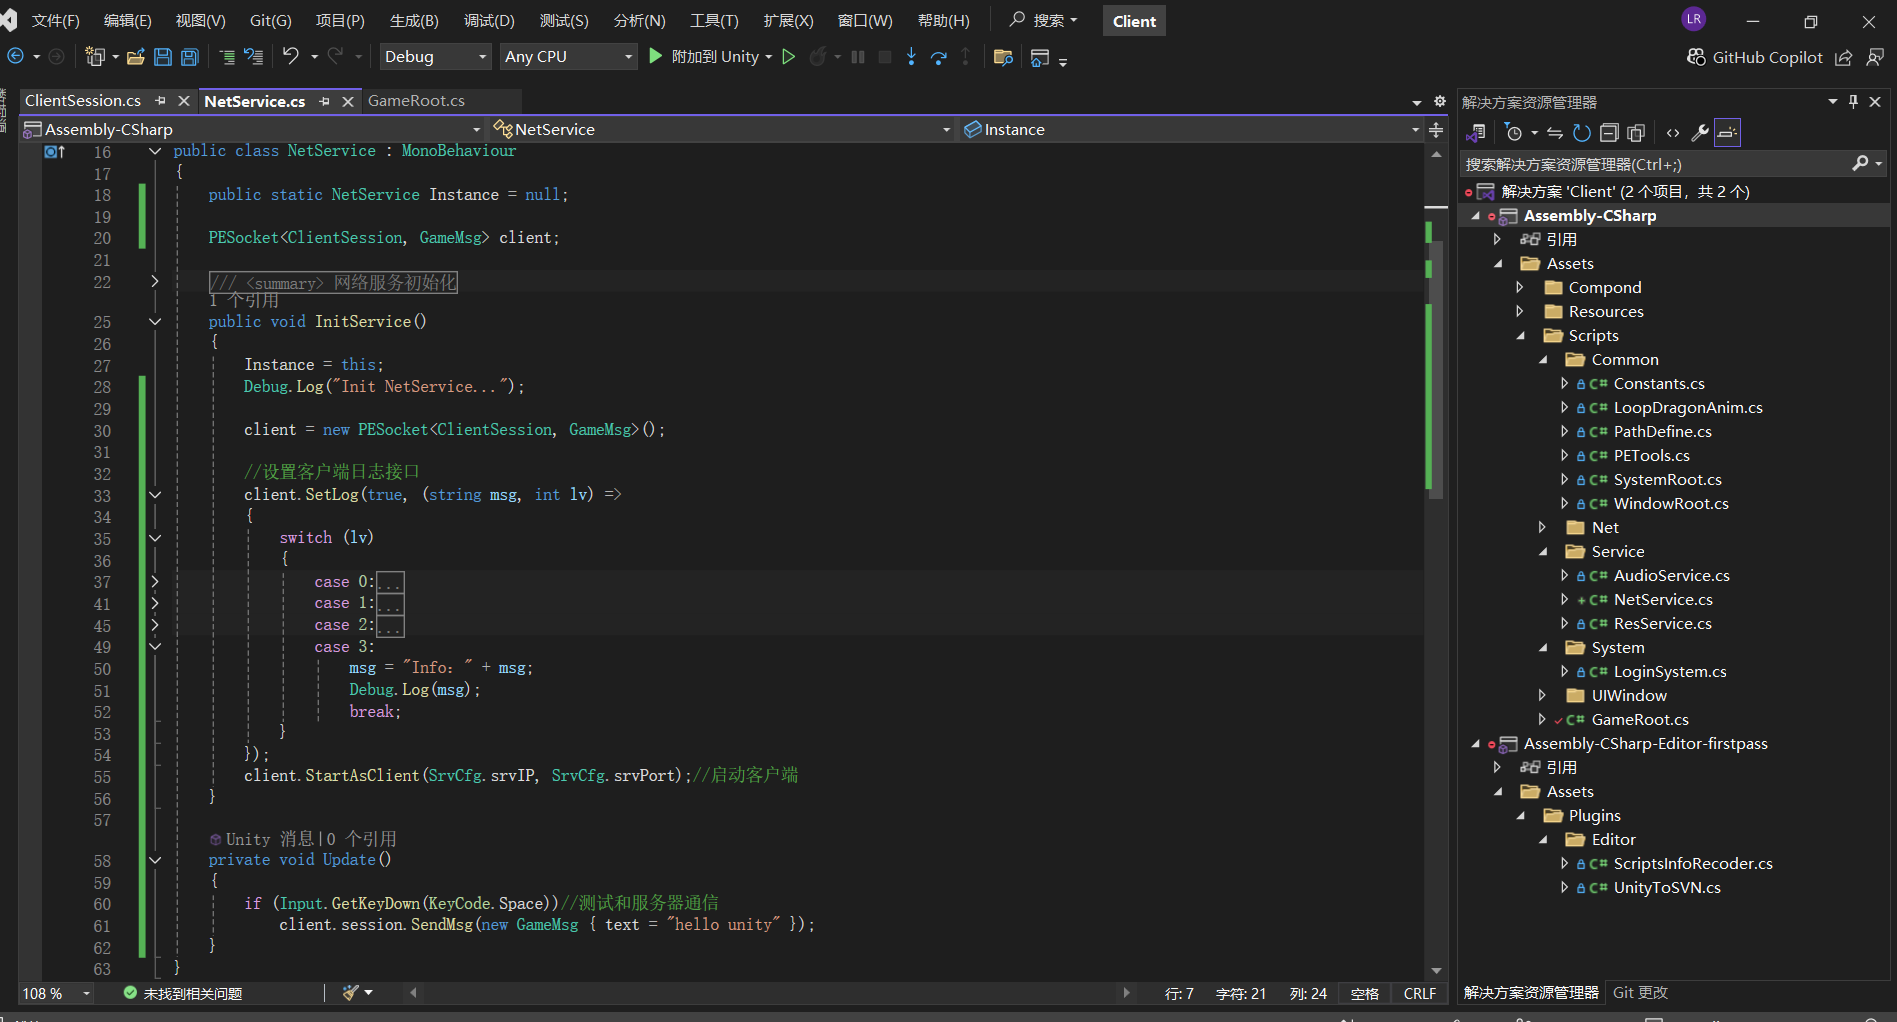 文件(F) 编辑(E) 视图(V) Git(G) 项目(P) 生成(B) 调试(D) 测试(S) 分析(N) 工具(T) 扩展(X) 窗口(W) 帮助(H) 搜索 Client LR
Debug Any CPU 附加到 Unity GitHub Copilot
ClientSession.cs NetService.cs GameRoot.cs
Assembly-CSharp NetService Instance
16 public class NetService : MonoBehaviour
17 {
18 public static NetService Instance = null;
19
20 PESocket<ClientSession, GameMsg> client;
21
22 /// <summary> 网络服务初始化
1 个引用
25 public void InitService()
26 {
27 Instance = this;
28 Debug.Log("Init NetService...");
29
30 client = new PESocket<ClientSession, GameMsg>();
31
32 //设置客户端日志接口
33 client.SetLog(true, (string msg, int lv) =>
34 {
35 switch (lv)
36 {
37 case 0:...
41 case 1:...
45 case 2:...
49 case 3:
50 msg = "Info：" + msg;
51 Debug.Log(msg);
52 break;
53 }
54 });
55 client.StartAsClient(SrvCfg.srvIP, SrvCfg.srvPort);//启动客户端
56 }
57
Unity 消息|0 个引用
58 private void Update()
59 {
60 if (Input.GetKeyDown(KeyCode.Space))//测试和服务器通信
61 client.session.SendMsg(new GameMsg { text = "hello unity" });
62 }
63 }
108 % 未找到相关问题 行: 7 字符: 21 列: 24 空格 CRLF
解决方案资源管理器
搜索解决方案资源管理器(Ctrl+;)
解决方案 'Client' (2 个项目，共 2 个)
Assembly-CSharp
引用
Assets
Compond
Resources
Scripts
Common
C# Constants.cs
C# LoopDragonAnim.cs
C# PathDefine.cs
C# PETools.cs
C# SystemRoot.cs
C# WindowRoot.cs
Net
Service
C# AudioService.cs
C# NetService.cs
C# ResService.cs
System
C# LoginSystem.cs
UIWindow
C# GameRoot.cs
Assembly-CSharp-Editor-firstpass
引用
Assets
Plugins
Editor
C# ScriptsInfoRecoder.cs
C# UnityToSVN.cs
解决方案资源管理器 Git 更改